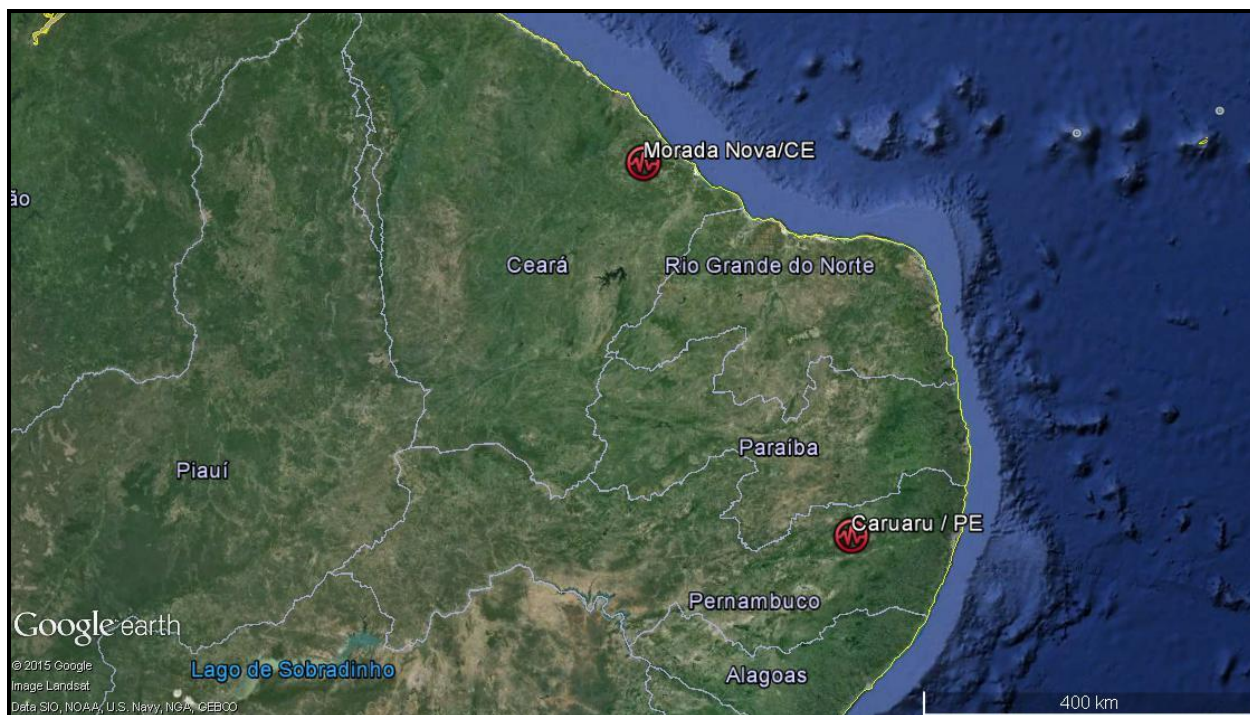 Morada Nova/CE
ão
Ceará
Rio Grande do Norte
Paraíba
Piauí
Caruaru / PE
Pernambuco
Google earth
Lago de Sobradinho
Alagoas
© 2015 Google
Image Landsat
Data SIO, NOAA, U.S. Navy, NGA, GEBCO
400 km